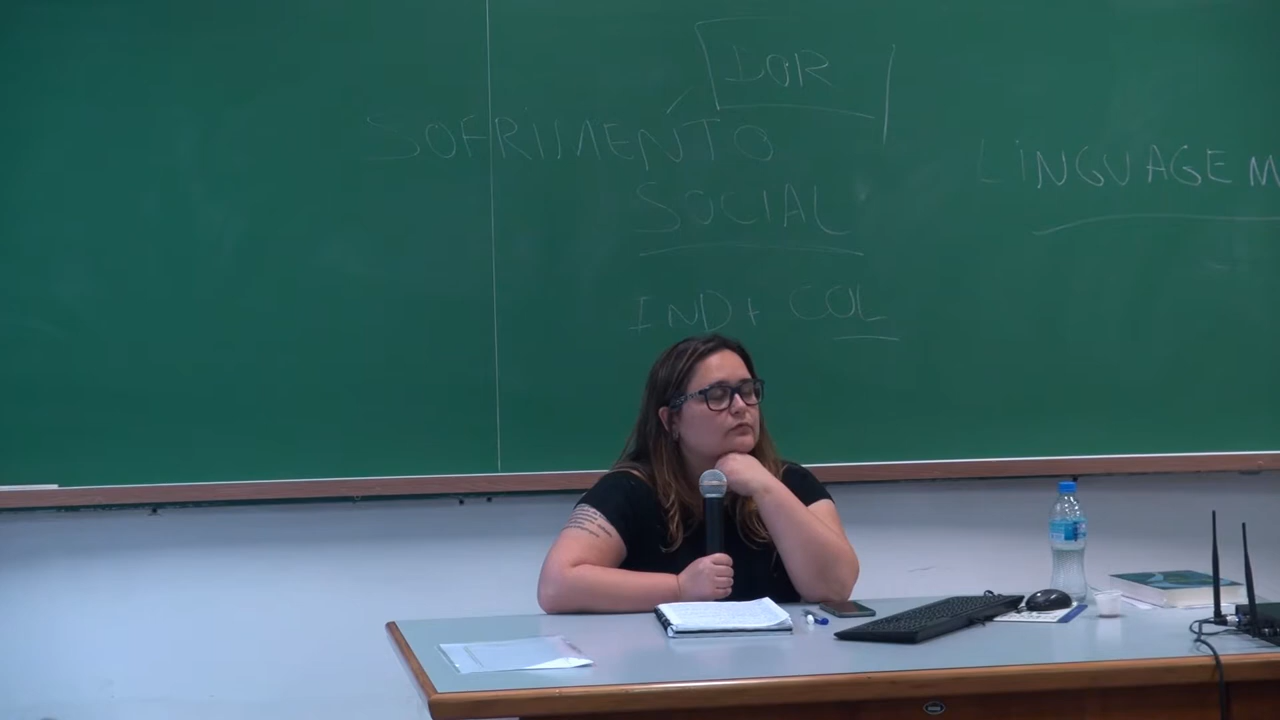 DOR
SOFRIMENTO
SOCIAL
IND + COL
LINGUAGEM